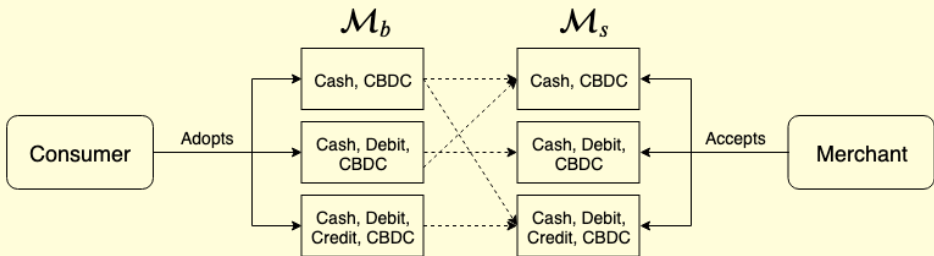 ℳb
ℳs
Cash, CBDC
Cash, CBDC
Consumer
Adopts
Cash, Debit,
CBDC
Cash, Debit,
CBDC
Accepts
Merchant
Cash, Debit,
Credit, CBDC
Cash, Debit,
Credit, CBDC